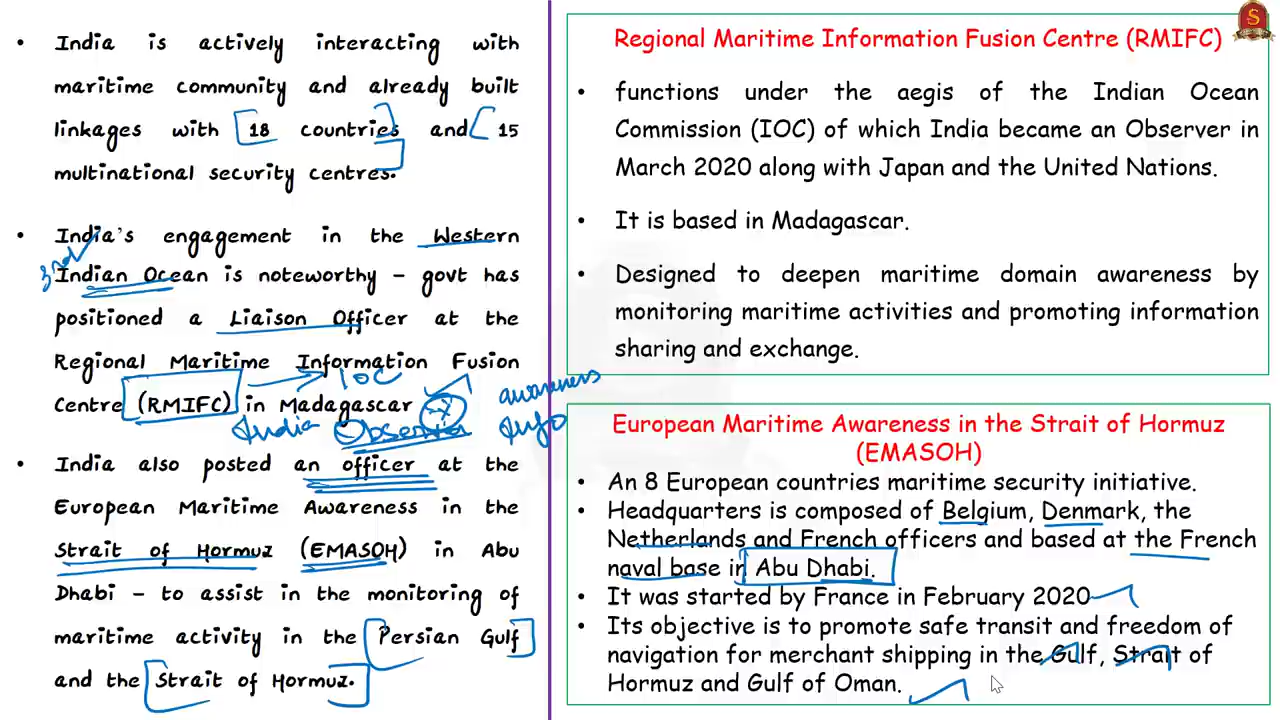 • India is actively interacting with
maritime community and already built
linkages with 18 countries and 15
multinational security centres.
• India's engagement in the Western
3rd
Indian Ocean is noteworthy – govt has
positioned a Liaison Officer at the
Regional Maritime Information Fusion
IOC
Centre (RMIFC) in Madagascar
India Observer
• India also posted an officer at the
European Maritime Awareness in the
Strait of Hormuz (EMASOH) in Abu
Dhabi – to assist in the monitoring of
maritime activity in the Persian Gulf
and the Strait of Hormuz.
awareness
Info
S
Regional Maritime Information Fusion Centre (RMIFC)
• functions under the aegis of the Indian Ocean
Commission (IOC) of which India became an Observer in
March 2020 along with Japan and the United Nations.
• It is based in Madagascar.
• Designed to deepen maritime domain awareness by
monitoring maritime activities and promoting information
sharing and exchange.
European Maritime Awareness in the Strait of Hormuz
(EMASOH)
• An 8 European countries maritime security initiative.
• Headquarters is composed of Belgium, Denmark, the
Netherlands and French officers and based at the French
naval base in Abu Dhabi.
• It was started by France in February 2020
• Its objective is to promote safe transit and freedom of
navigation for merchant shipping in the Gulf, Strait of
Hormuz and Gulf of Oman.